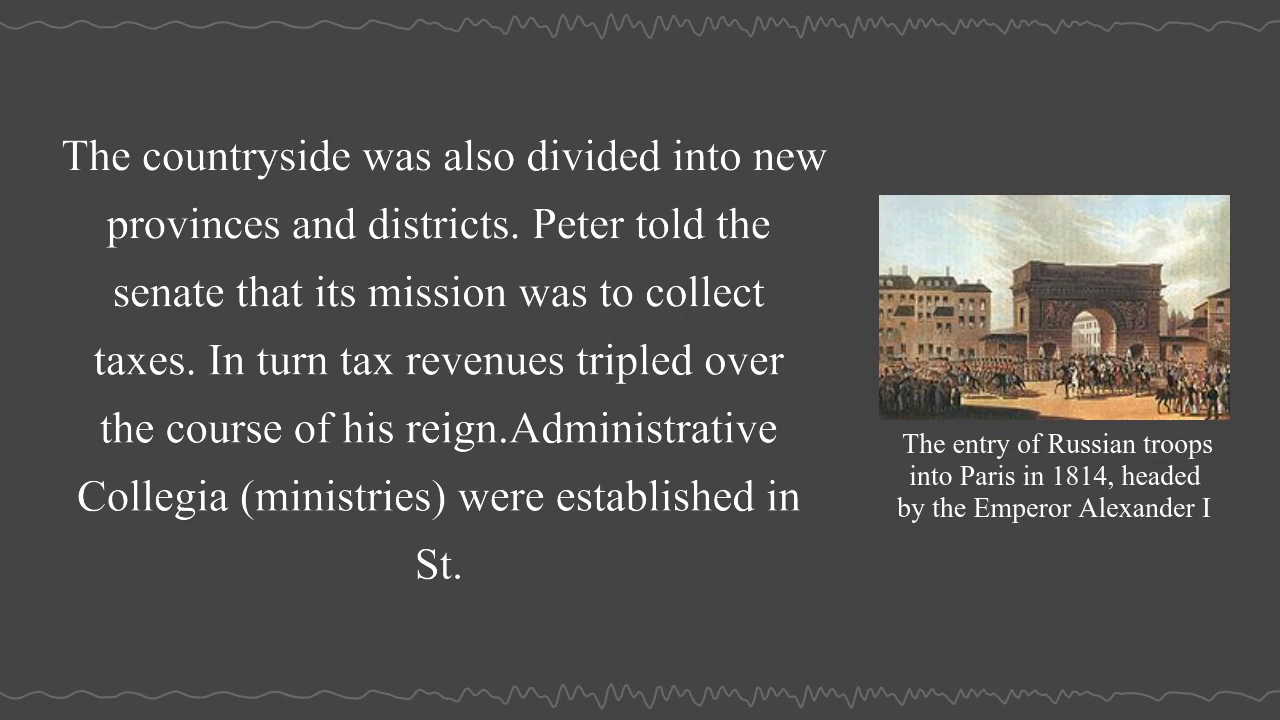 The countryside was also divided into new
provinces and districts. Peter told the
senate that its mission was to collect
taxes. In turn tax revenues tripled over
the course of his reign.Administrative
Collegia (ministries) were established in
St.
The entry of Russian troops
into Paris in 1814, headed
by the Emperor Alexander I